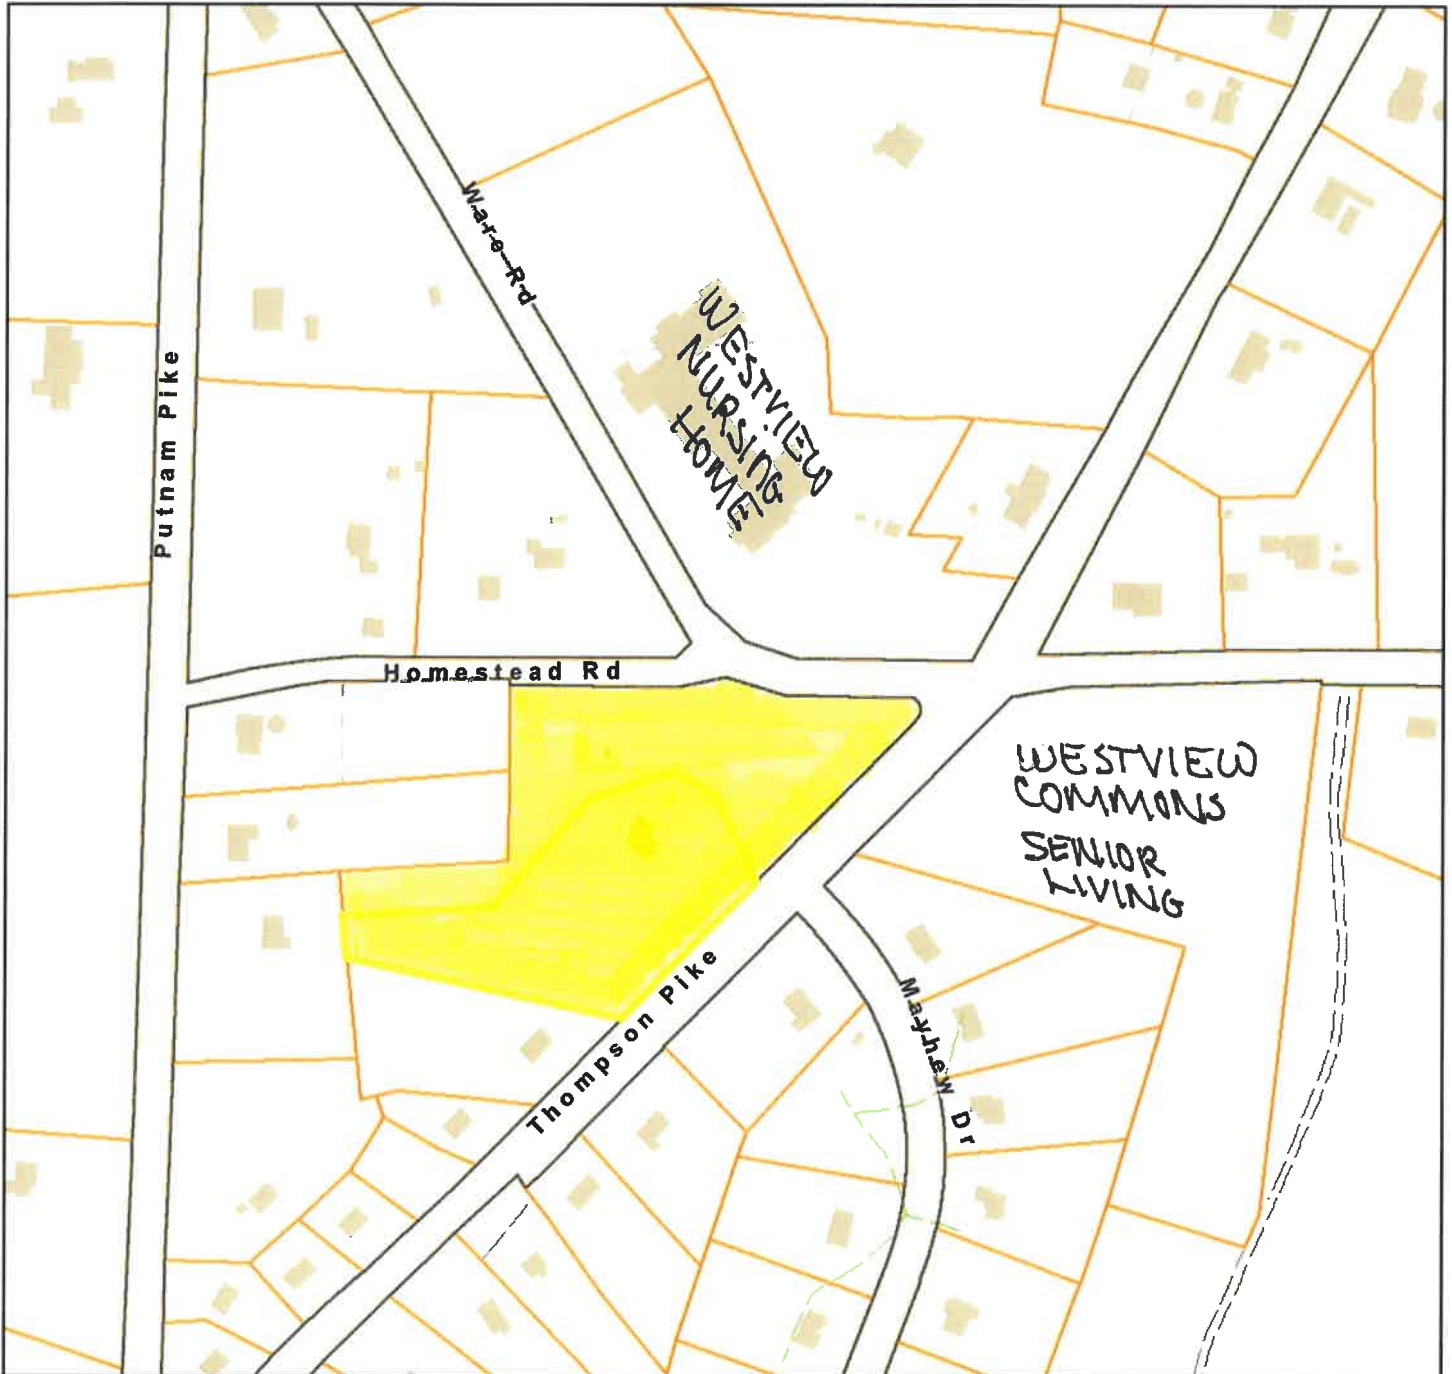 Ware Rd
WESTVIEW
NURSING
HOME
Putnam Pike
Homestead Rd
WESTVIEW
COMMONS
SENIOR
LIVING
Thompson Pike
Mayhew Dr